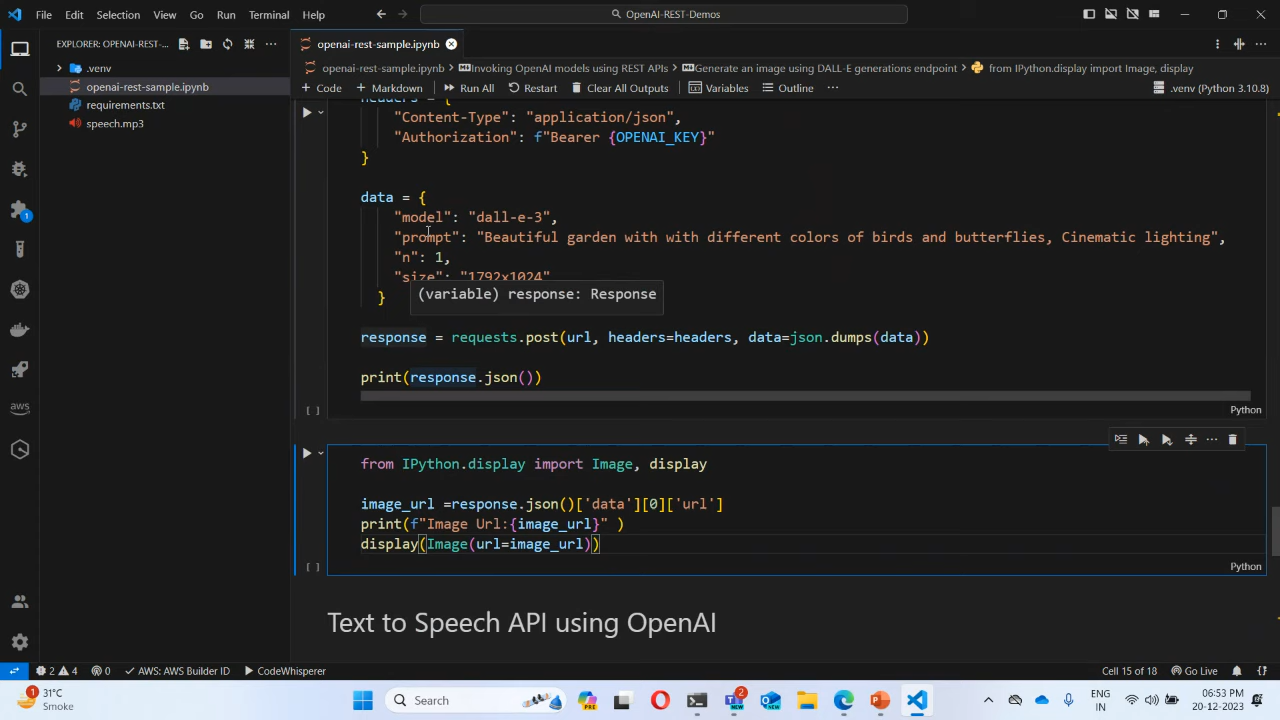 File Edit Selection View Go Run Terminal Help
OpenAI-REST-Demos
EXPLORER: OPENAI-REST-...
.venv
openai-rest-sample.ipynb
requirements.txt
speech.mp3
openai-rest-sample.ipynb
openai-rest-sample.ipynb > Invoking OpenAI models using REST APIs > Generate an image using DALL-E generations endpoint > from IPython.display import Image, display
+ Code + Markdown Run All Restart Clear All Outputs Variables Outline ...
.venv (Python 3.10.8)
headers = {
"Content-Type": "application/json",
"Authorization": f"Bearer {OPENAI_KEY}"
}
data = {
"model": "dall-e-3",
"prompt": "Beautiful garden with with different colors of birds and butterflies, Cinematic lighting",
"n": 1,
"size": "1792x1024"
}
(variable) response: Response
response = requests.post(url, headers=headers, data=json.dumps(data))
print(response.json())
[ ]
Python
from IPython.display import Image, display
image_url =response.json()['data'][0]['url']
print(f"Image Url:{image_url}" )
display(Image(url=image_url))
[ ]
Python
Text to Speech API using OpenAI
2 4 0 AWS: AWS Builder ID CodeWhisperer
Cell 15 of 18 Go Live
1
31°C
Smoke
Search
PRE
2
NEW
NEW
ENG
IN
06:53 PM
20-12-2023
1
aws